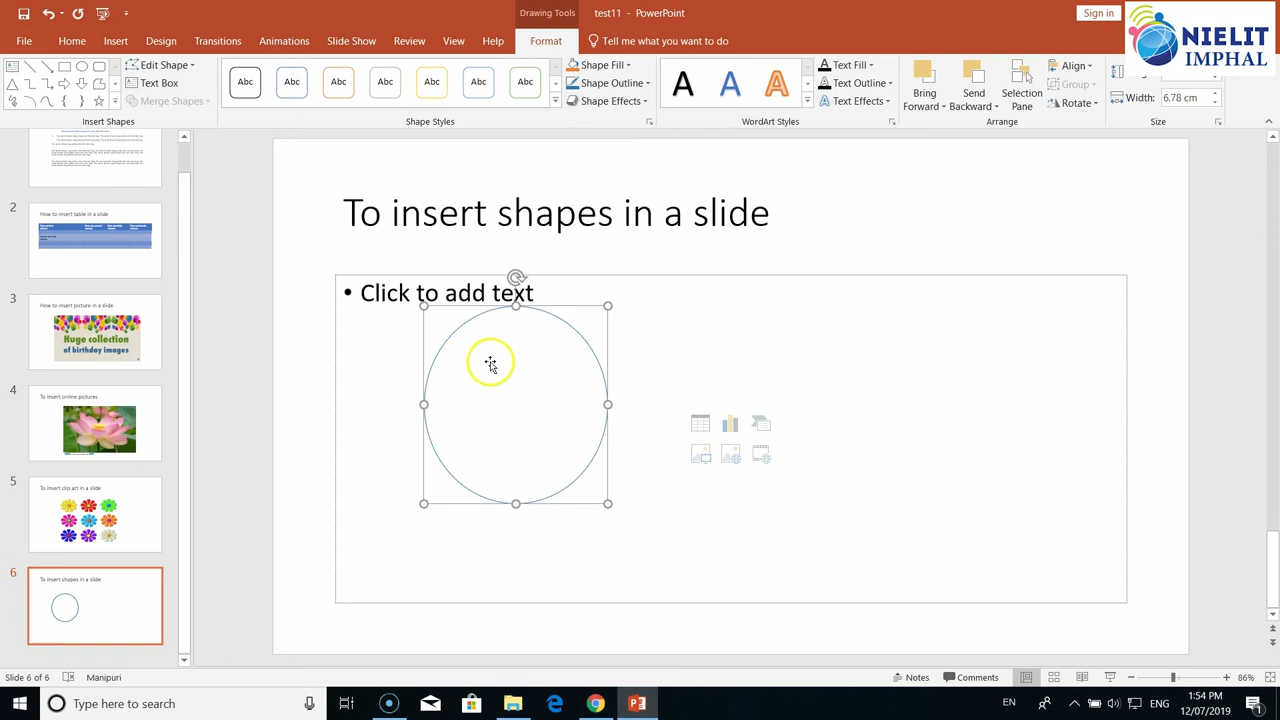 Drawing Tools
test11 - PowerPoint
Sign in
NIELIT
IMPHAL
File Home Insert Design Transitions Animations Slide Show Review View Help Format Tell me what you want to do
Edit Shape
Text Box
Merge Shapes
Insert Shapes
Abc Abc Abc Abc Abc Abc Abc
Shape Fill
Shape Outline
Shape Effects
Shape Styles
A A A
Text Fill
Text Outline
Text Effects
WordArt Styles
Bring
Forward
Send
Backward
Selection
Pane
Align
Group
Rotate
Arrange
Width: 6.78 cm
Size
2
How to insert table in a slide
3
How to insert picture in a slide
Huge collection
of birthday images
4
To insert online pictures
5
To insert clip art in a slide
6
To insert shapes in a slide
To insert shapes in a slide
• Click to add text
Slide 6 of 6 Manipuri
Notes Comments 86%
Type here to search
EN
ENG
1:54 PM
12/07/2019
1